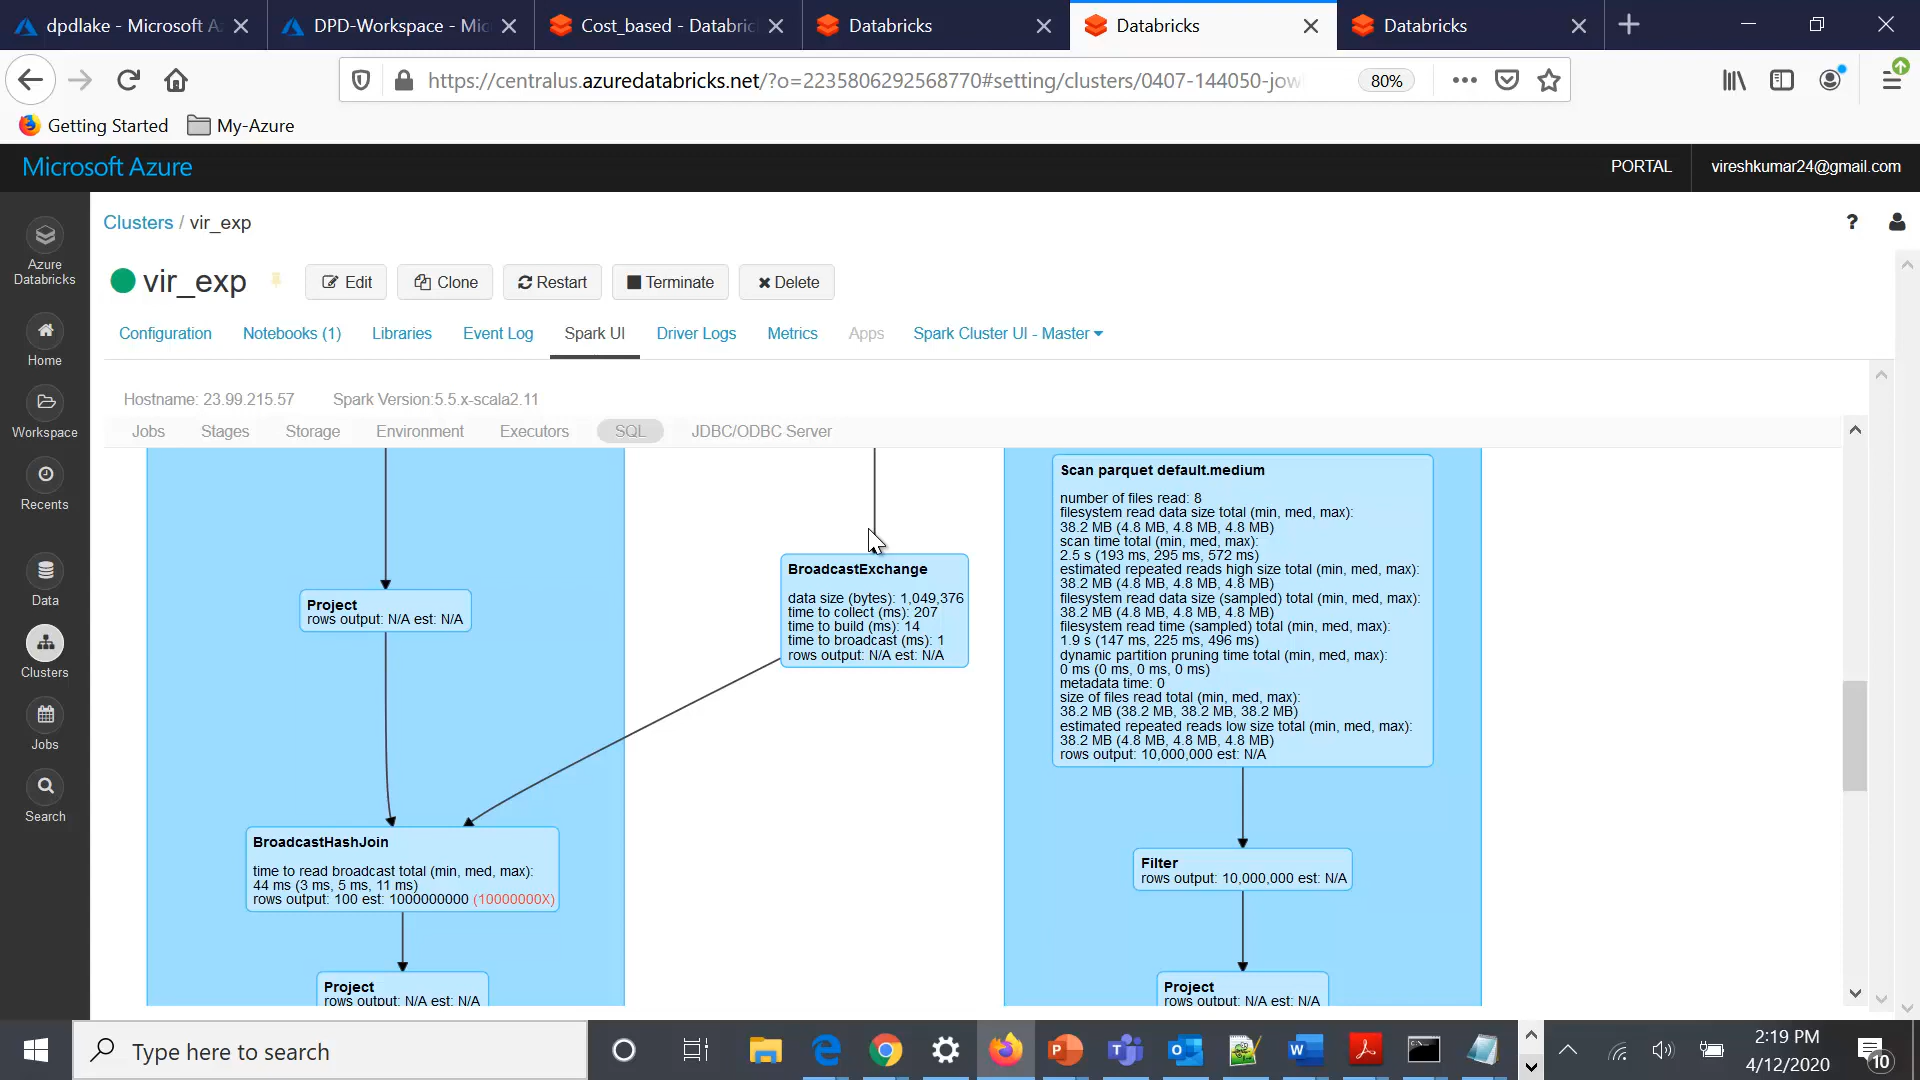 dpdlake - Microsoft A
DPD-Workspace - Mic
Cost_based - Databric
Databricks
Databricks
Databricks
https://centralus.azuredatabricks.net/?o=2235806292568770#setting/clusters/0407-144050-jow
80%
Getting Started
My-Azure
Microsoft Azure
PORTAL
vireshkumar24@gmail.com
Azure
Databricks
Home
Workspace
Recents
Data
Clusters
Jobs
Search
Clusters / vir_exp
?
vir_exp
Edit
Clone
Restart
Terminate
Delete
Configuration
Notebooks (1)
Libraries
Event Log
Spark UI
Driver Logs
Metrics
Apps
Spark Cluster UI - Master
Hostname: 23.99.215.57
Spark Version:5.5.x-scala2.11
Jobs
Stages
Storage
Environment
Executors
SQL
JDBC/ODBC Server
Project
rows output: N/A est: N/A
BroadcastHashJoin
time to read broadcast total (min, med, max):
44 ms (3 ms, 5 ms, 11 ms)
rows output: 100 est: 1000000000 (10000000X)
Project
rows output: N/A est: N/A
BroadcastExchange
data size (bytes): 1,049,376
time to collect (ms): 207
time to build (ms): 14
time to broadcast (ms): 1
rows output: N/A est: N/A
Scan parquet default.medium
number of files read: 8
filesystem read data size total (min, med, max):
38.2 MB (4.8 MB, 4.8 MB, 4.8 MB)
scan time total (min, med, max):
2.5 s (193 ms, 295 ms, 572 ms)
estimated repeated reads high size total (min, med, max):
38.2 MB (4.8 MB, 4.8 MB, 4.8 MB)
filesystem read data size (sampled) total (min, med, max):
38.2 MB (4.8 MB, 4.8 MB, 4.8 MB)
filesystem read time (sampled) total (min, med, max):
1.9 s (147 ms, 225 ms, 496 ms)
dynamic partition pruning time total (min, med, max):
0 ms (0 ms, 0 ms, 0 ms)
metadata time: 0
size of files read total (min, med, max):
38.2 MB (38.2 MB, 38.2 MB, 38.2 MB)
estimated repeated reads low size total (min, med, max):
38.2 MB (4.8 MB, 4.8 MB, 4.8 MB)
rows output: 10,000,000 est: N/A
Filter
rows output: 10,000,000 est: N/A
Project
rows output: N/A est: N/A
Type here to search
2:19 PM
4/12/2020
10